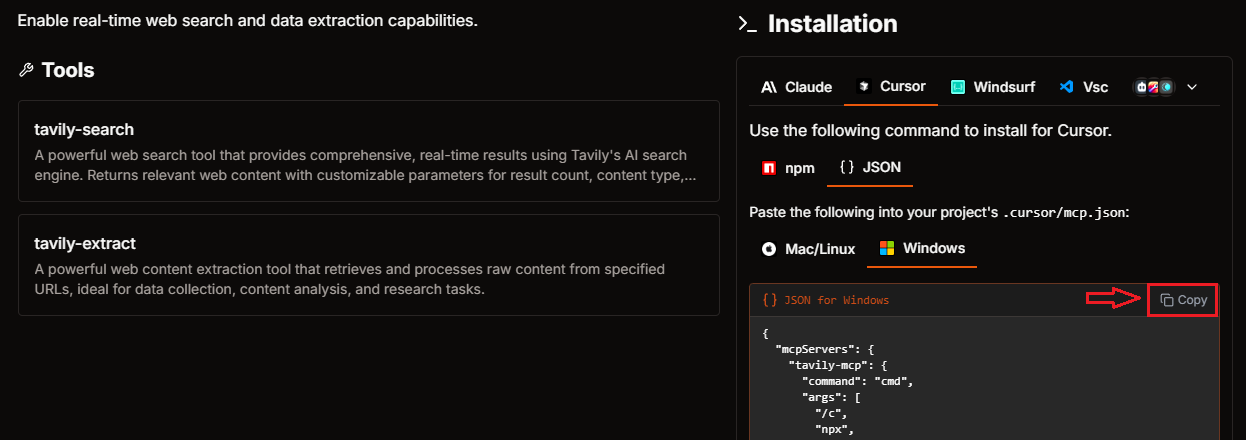 Enable real-time web search and data extraction capabilities.
Tools
tavily-search
A powerful web search tool that provides comprehensive, real-time results using Tavily's AI search
engine. Returns relevant web content with customizable parameters for result count, content type,...
tavily-extract
A powerful web content extraction tool that retrieves and processes raw content from specified
URLs, ideal for data collection, content analysis, and research tasks.
Installation
Claude Cursor Windsurf Vsc
Use the following command to install for Cursor.
npm {} JSON
Paste the following into your project's .cursor/mcp.json:
Mac/Linux Windows
{} JSON for Windows Copy
{
"mcpServers": {
"tavily-mcp": {
"command": "cmd",
"args": [
"/c",
"npx",